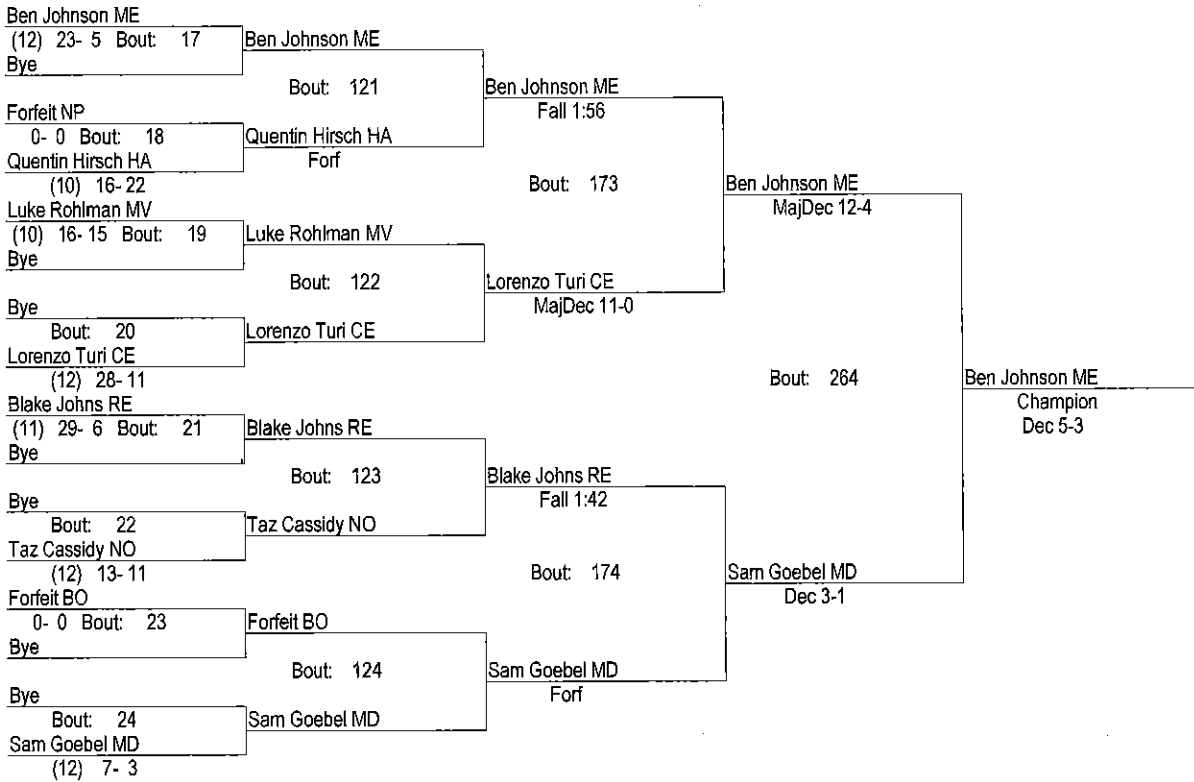 Ben Johnson ME
(12) 23- 5 Bout: 17
Bye
Forfeit NP
0- 0 Bout: 18
Quentin Hirsch HA
(10) 16-22
Luke Rohlman MV
(10) 16-15 Bout: 19
Bye
Bye
Bout: 20
Lorenzo Turi CE
(12) 28-11
Blake Johns RE
(11) 29- 6 Bout: 21
Bye
Bye
Bout: 22
Taz Cassidy NO
(12) 13-11
Forfeit BO
0- 0 Bout: 23
Bye
Bye
Bout: 24
Sam Goebel MD
(12) 7- 3
Ben Johnson ME
Bout: 121
Quentin Hirsch HA
Forf
Luke Rohlman MV
Bout: 122
Lorenzo Turi CE
Blake Johns RE
Bout: 123
Taz Cassidy NO
Forfeit BO
Bout: 124
Sam Goebel MD
Ben Johnson ME
Fall 1:56
Bout: 173
Lorenzo Turi CE
MajDec 11-0
Blake Johns RE
Fall 1:42
Bout: 174
Sam Goebel MD
Forf
Ben Johnson ME
MajDec 12-4
Bout: 264
Sam Goebel MD
Dec 3-1
Ben Johnson ME
Champion
Dec 5-3